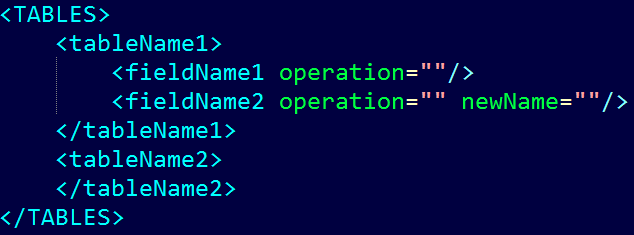 <TABLES>
    <tableName1>
        <fieldName1 operation=""/>
        <fieldName2 operation="" newName=""/>
    </tableName1>
    <tableName2>
    </tableName2>
</TABLES>